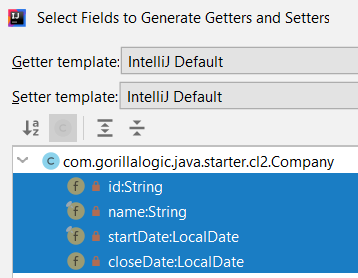 Select Fields to Generate Getters and Setters
Getter template: IntelliJ Default
Setter template: IntelliJ Default
com.gorillalogic.java.starter.cl2.Company
id:String
name:String
startDate:LocalDate
closeDate:LocalDate